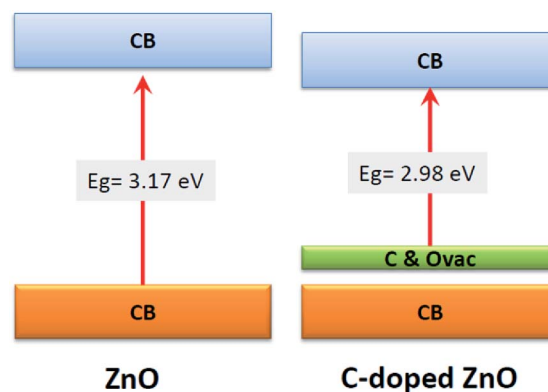 CB
Eg= 3.17 eV
CB
ZnO
CB
Eg= 2.98 eV
C & Ovac
CB
C-doped ZnO